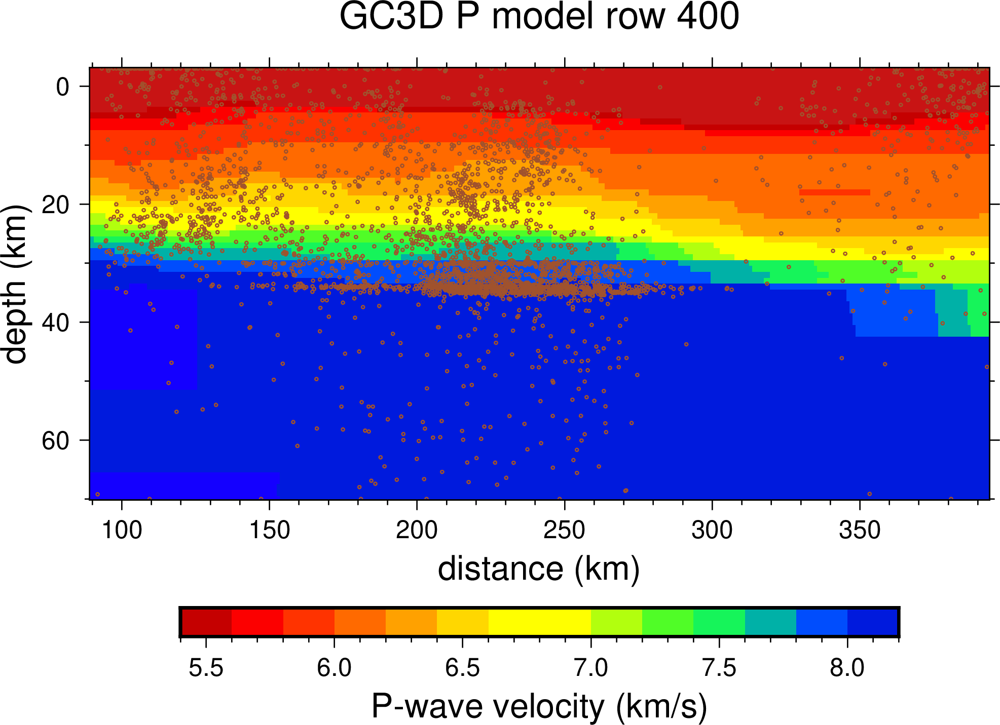 GC3D P model row 400
0
20
40
60
depth (km)
100 150 200 250 300 350
distance (km)
5.5 6.0 6.5 7.0 7.5 8.0
P-wave velocity (km/s)